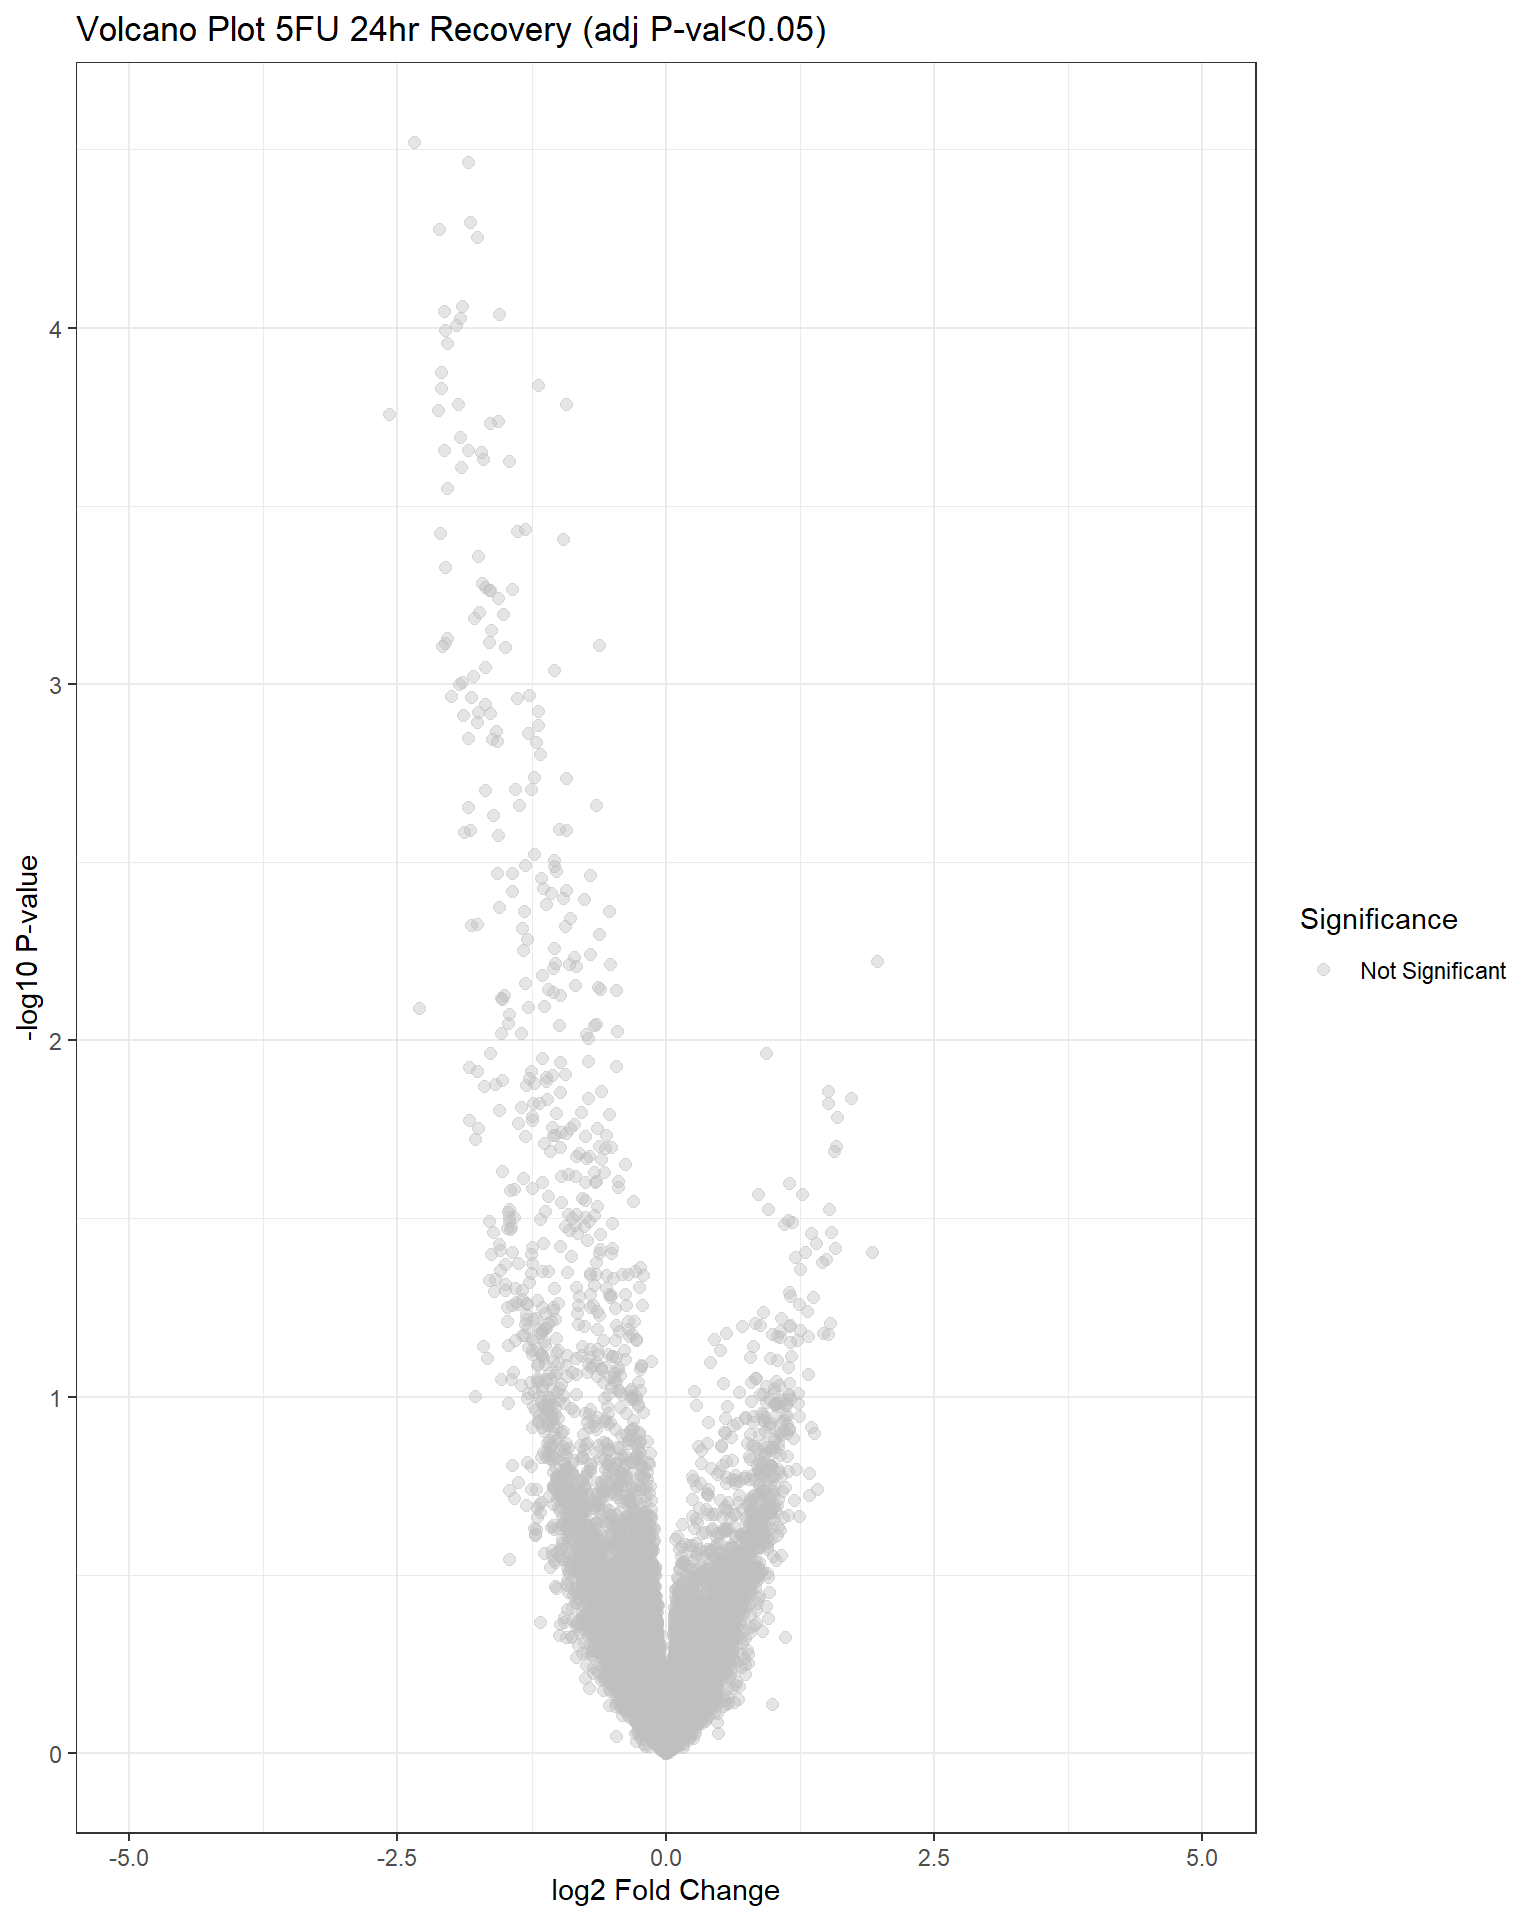 Volcano Plot 5FU 24hr Recovery (adj P-val<0.05)
4
3
2
1
0
-log10 P-value
-5.0
-2.5
0.0
2.5
5.0
log2 Fold Change
Significance
Not Significant